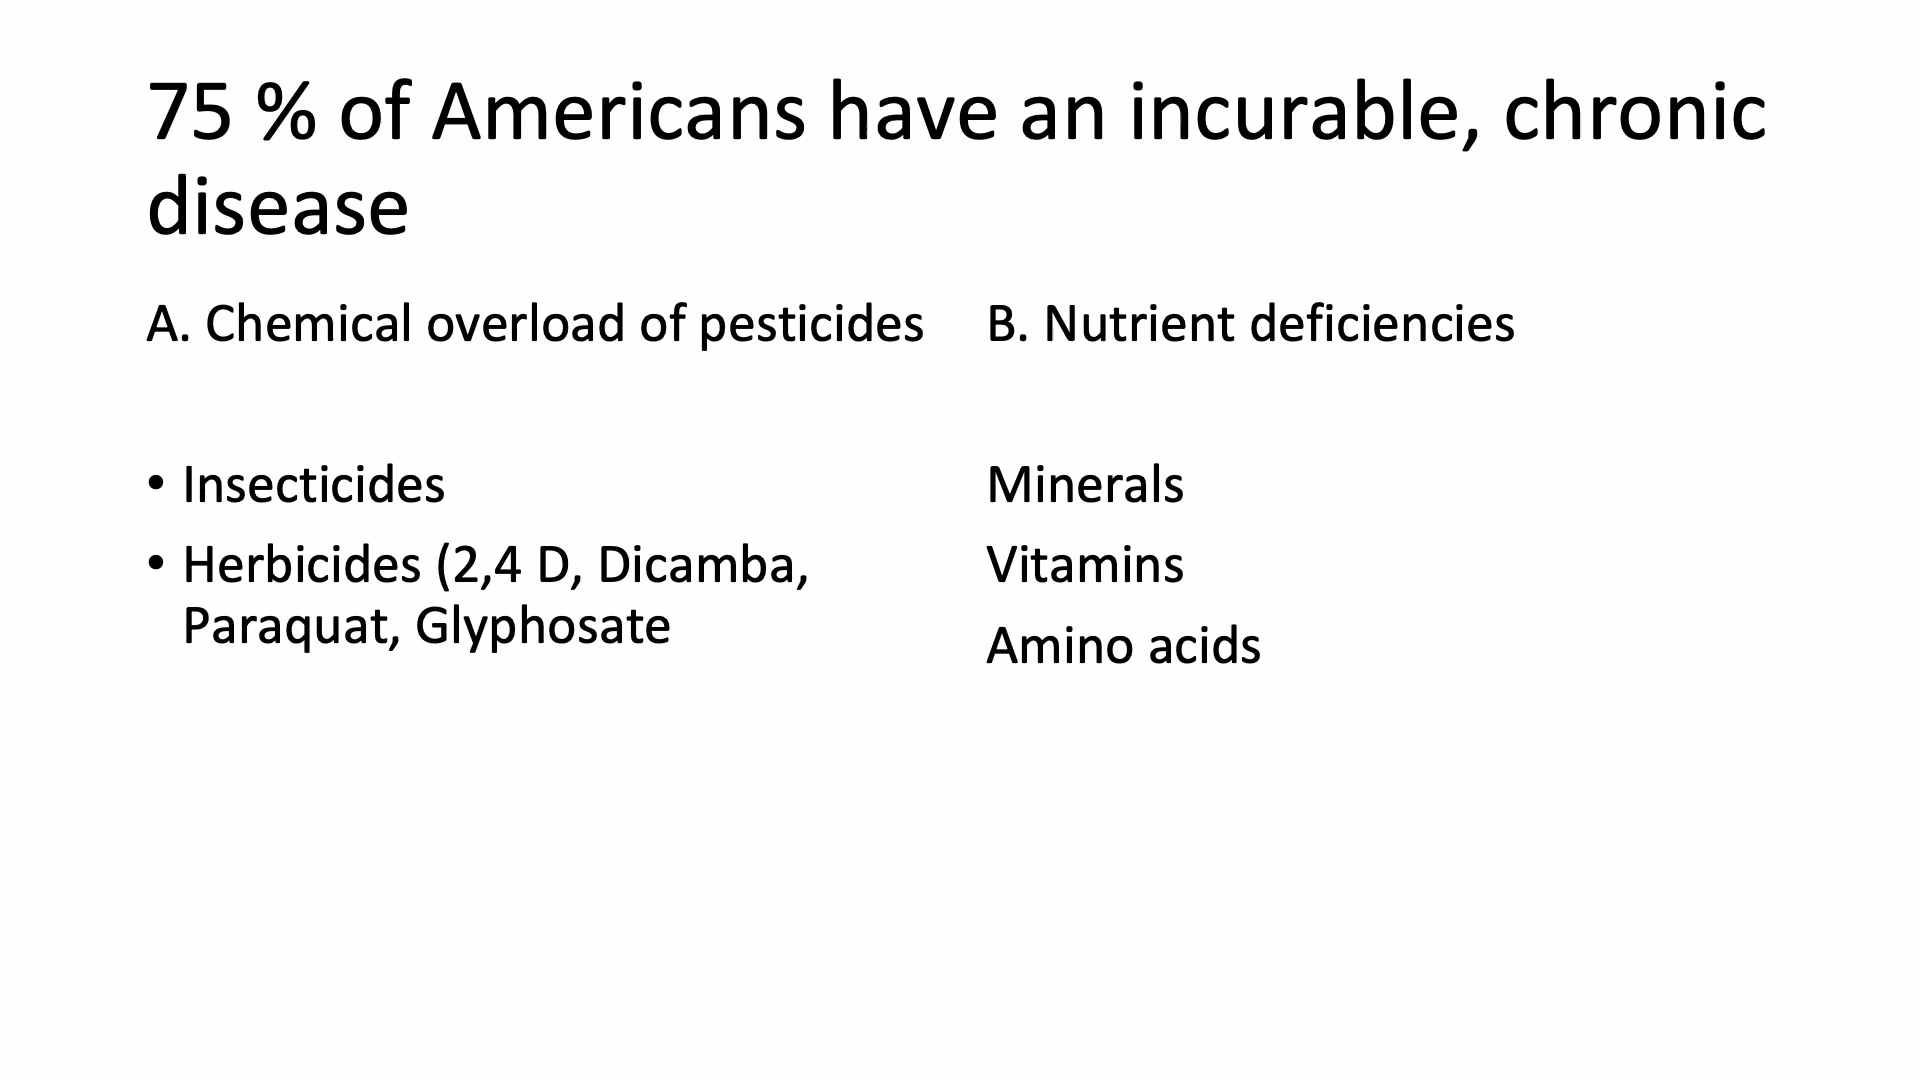 75 % of Americans have an incurable, chronic
disease
A. Chemical overload of pesticides
• Insecticides
• Herbicides (2,4 D, Dicamba,
Paraquat, Glyphosate
B. Nutrient deficiencies
Minerals
Vitamins
Amino acids